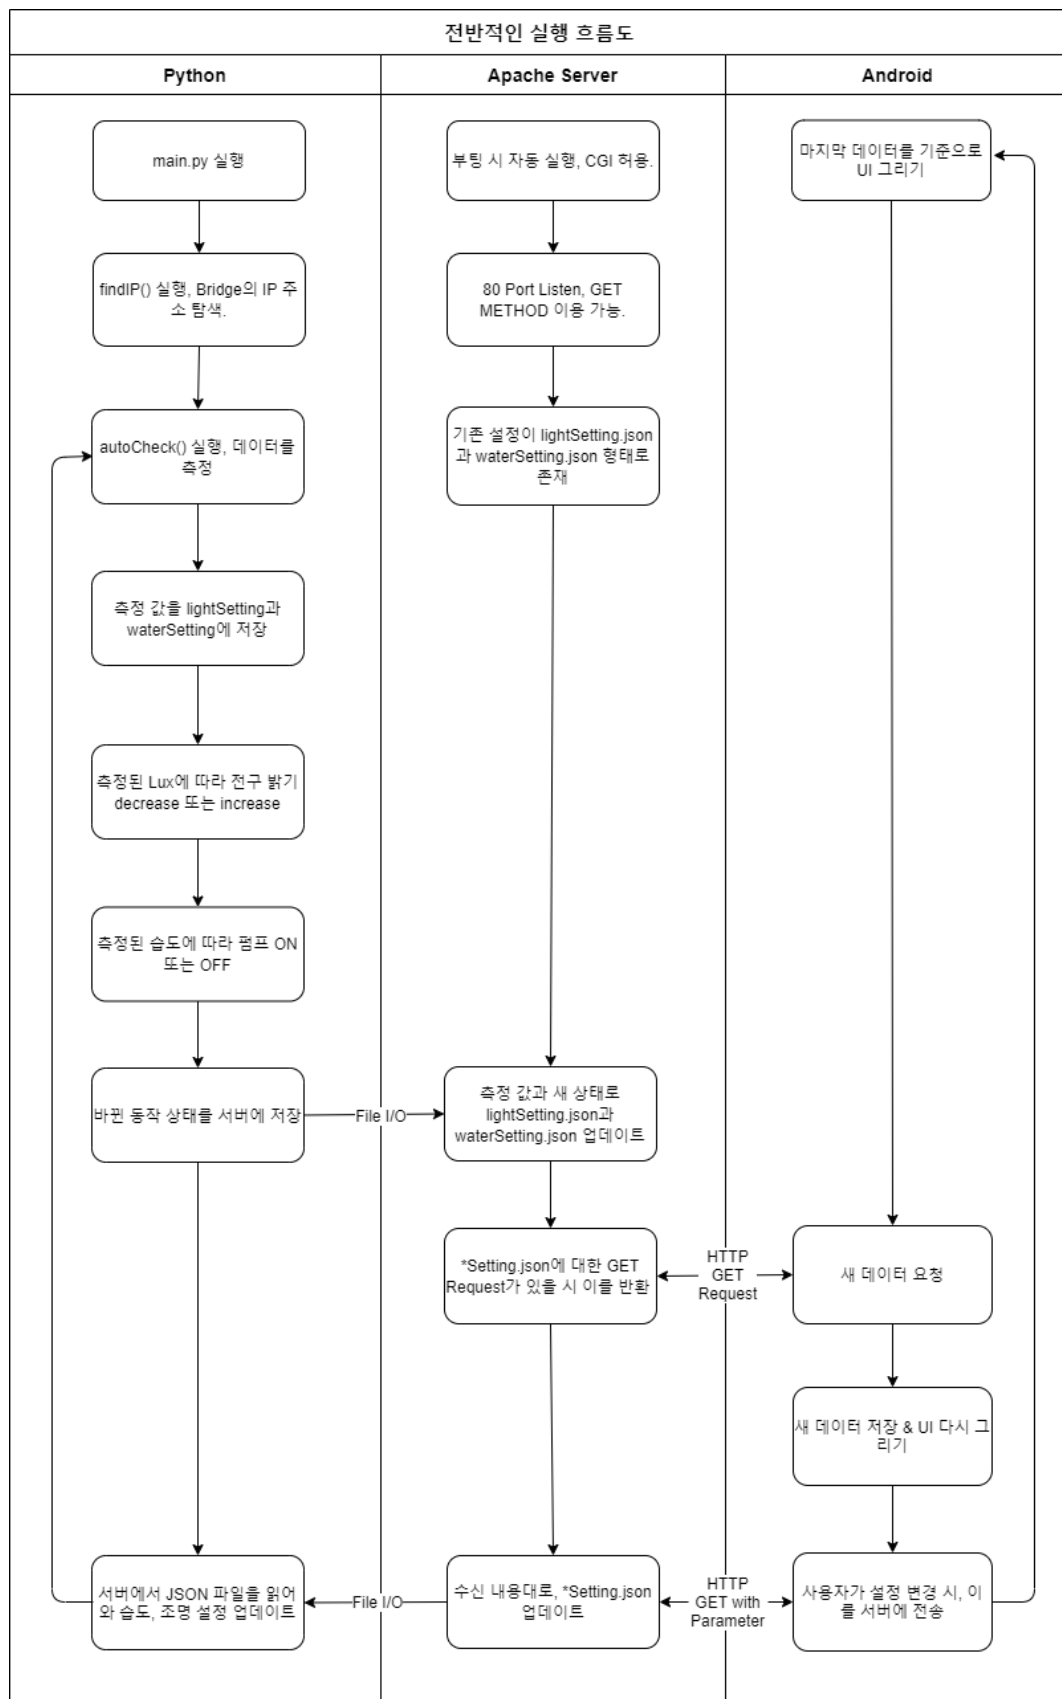 전반적인 실행 흐름도
Python
Apache Server
Android
main.py 실행
findIP() 실행, Bridge의 IP 주
소 탐색.
autoCheck() 실행, 데이터를
측정
측정 값을 lightSetting과
waterSetting에 저장
측정된 Lux에 따라 전구 밝기
decrease 또는 increase
측정된 습도에 따라 펌프 ON
또는 OFF
바뀐 동작 상태를 서버에 저장
서버에서 JSON 파일을 읽어
와 습도, 조명 설정 업데이트
File I/O
File I/O
부팅 시 자동 실행, CGI 허용.
80 Port Listen, GET
METHOD 이용 가능.
기존 설정이 lightSetting.json
과 waterSetting.json 형태로
존재
측정 값과 새 상태로
lightSetting.json과
waterSetting.json 업데이트
*Setting.json에 대한 GET
Request가 있을 시 이를 반환
수신 내용대로, *Setting.json
업데이트
HTTP
GET
Request
HTTP
GET with
Parameter
마지막 데이터를 기준으로
UI 그리기
새 데이터 요청
새 데이터 저장 & UI 다시 그
리기
사용자가 설정 변경 시, 이
를 서버에 전송